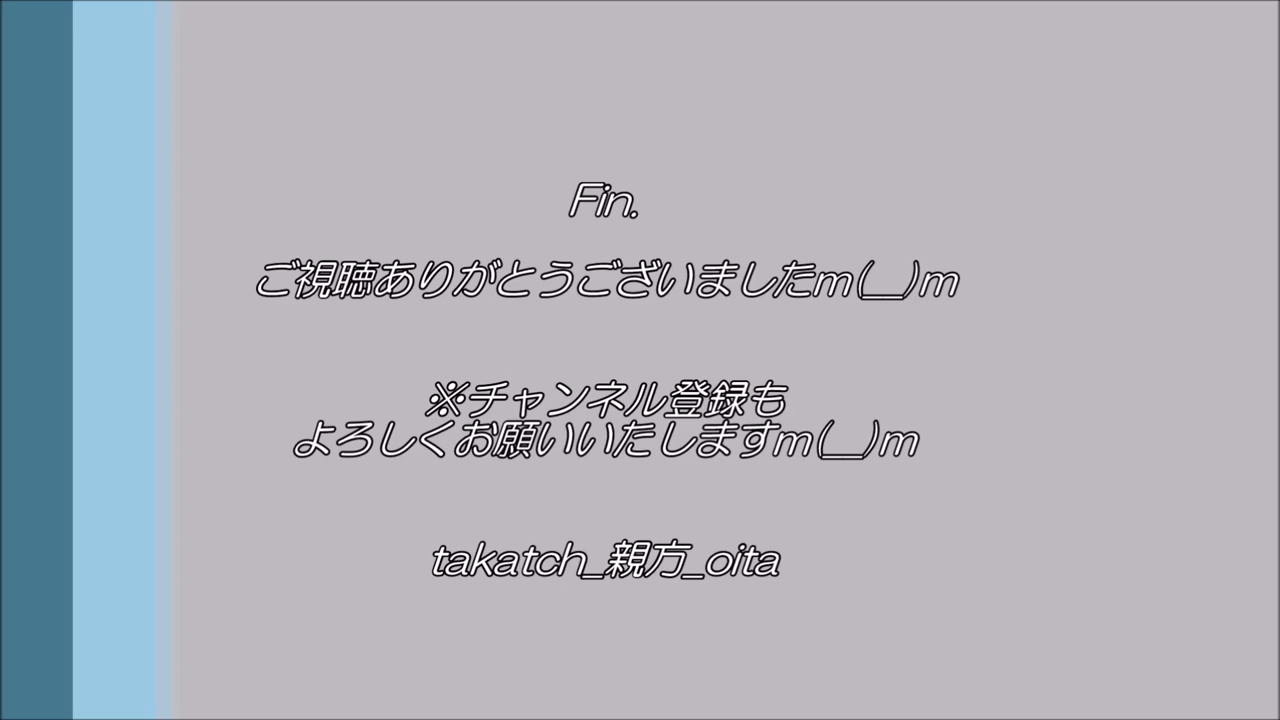 Fin.
ご視聴ありがとうございましたm(__)m
※チャンネル登録も
よろしくお願いいたしますm(__)m
takatch_親方_oita